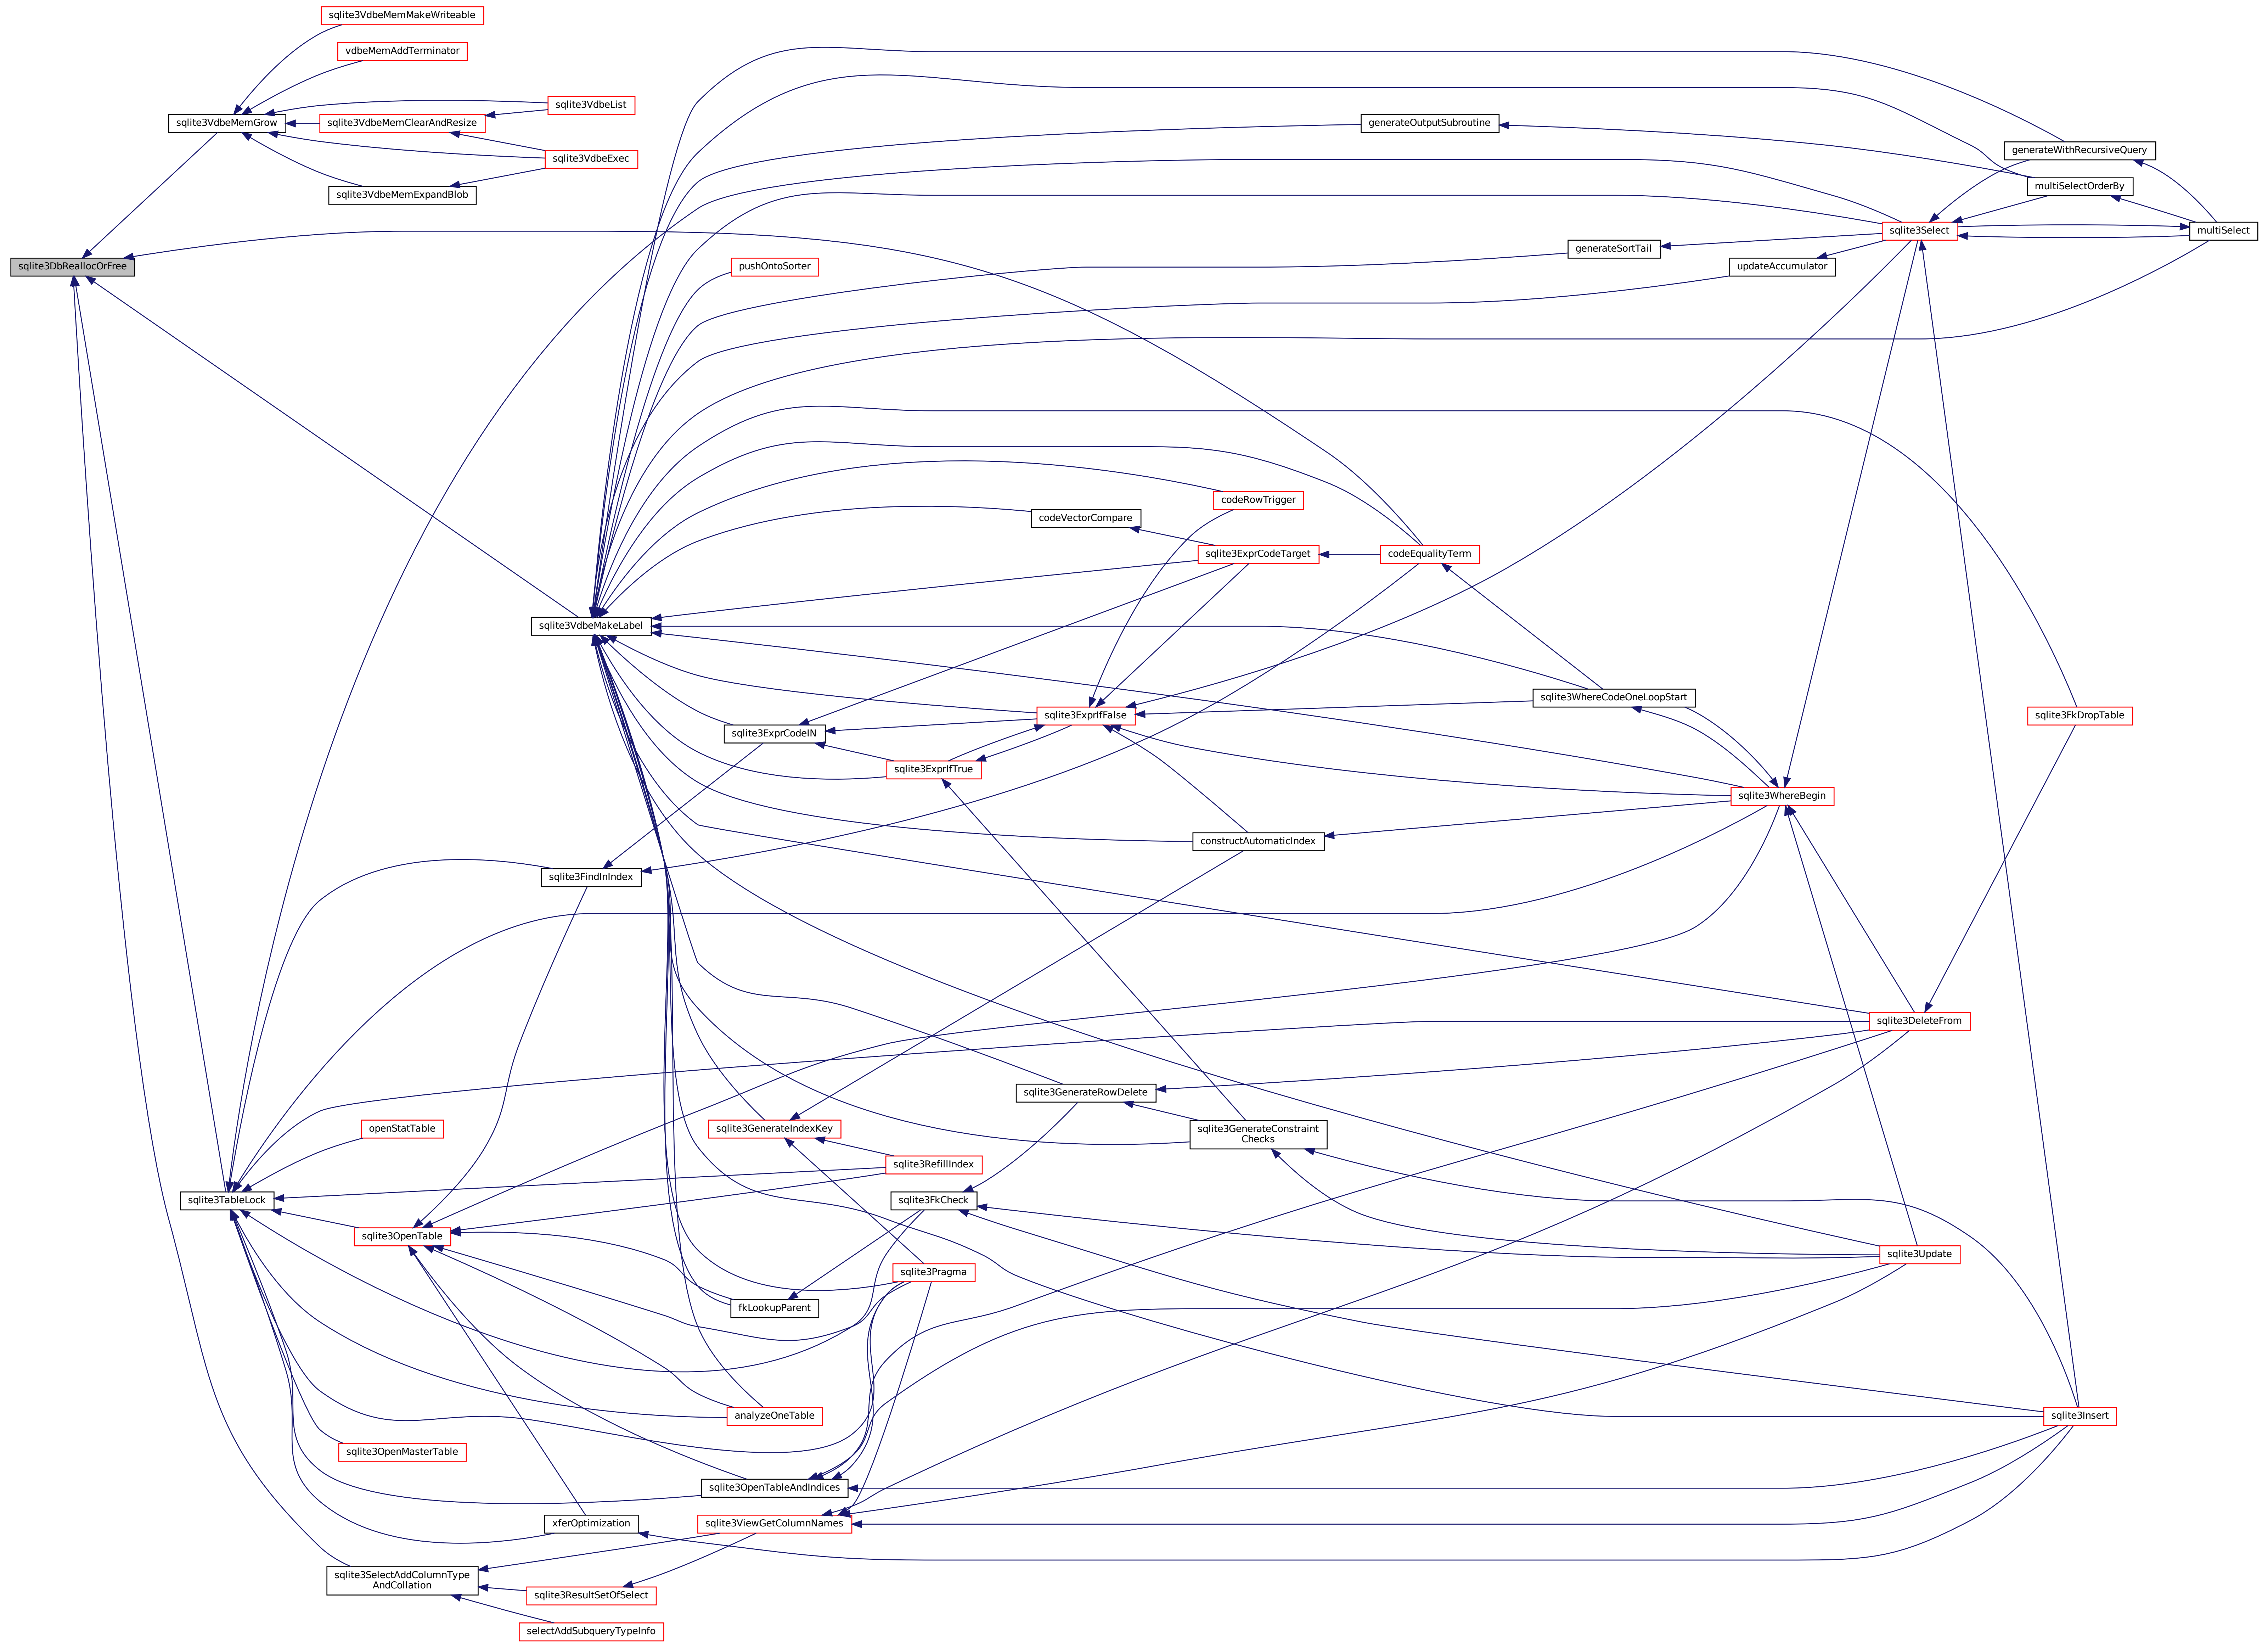 sqlite3VdbeMemMakeWriteable
vdbeMemAddTerminator
sqlite3VdbeList
sqlite3VdbeMemGrow
sqlite3VdbeMemClearAndResize
generateOutputSubroutine
generateWithRecursiveQuery
sqlite3VdbeExec
multiSelectOrderBy
sqlite3VdbeMemExpandBlob
sqlite3Select
multiSelect
generateSortTail
sqlite3DbReallocOrFree
pushOntoSorter
updateAccumulator
codeRowTrigger
codeVectorCompare
sqlite3ExprCodeTarget
codeEqualityTerm
sqlite3VdbeMakeLabel
sqlite3WhereCodeOneLoopStart
sqlite3ExprIfFalse
sqlite3FkDropTable
sqlite3ExprCodeIN
sqlite3ExprIfTrue
sqlite3WhereBegin
constructAutomaticIndex
sqlite3FindInIndex
sqlite3DeleteFrom
sqlite3GenerateRowDelete
openStatTable
sqlite3GenerateIndexKey
sqlite3GenerateConstraint
Checks
sqlite3RefillIndex
sqlite3TableLock
sqlite3FkCheck
sqlite3OpenTable
sqlite3Update
sqlite3Pragma
fkLookupParent
analyzeOneTable
sqlite3Insert
sqlite3OpenMasterTable
sqlite3OpenTableAndIndices
xferOptimization
sqlite3ViewGetColumnNames
sqlite3SelectAddColumnType
AndCollation
sqlite3ResultSetOfSelect
selectAddSubqueryTypeInfo